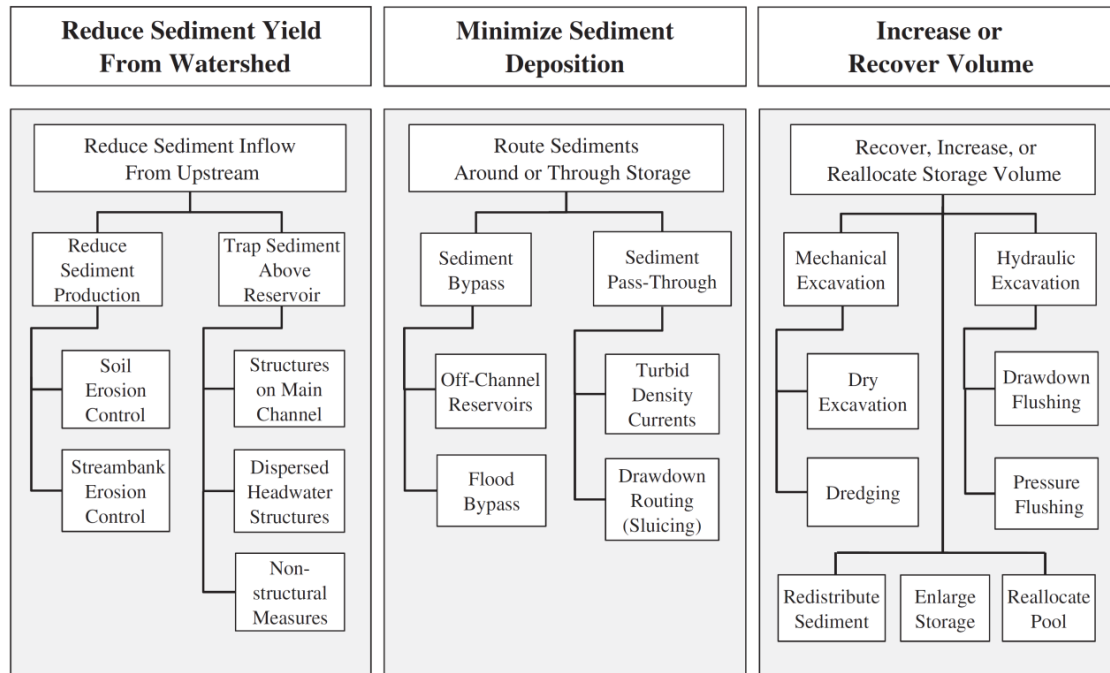 Reduce Sediment Yield
From Watershed
Minimize Sediment
Deposition
Increase or
Recover Volume
Reduce Sediment Inflow
From Upstream
Reduce
Sediment
Production
Trap Sediment
Above
Reservoir
Soil
Erosion
Control
Streambank
Erosion
Control
Structures
on Main
Channel
Dispersed
Headwater
Structures
Non-
structural
Measures
Route Sediments
Around or Through Storage
Sediment
Bypass
Sediment
Pass-Through
Off-Channel
Reservoirs
Flood
Bypass
Turbid
Density
Currents
Drawdown
Routing
(Sluicing)
Recover, Increase, or
Reallocate Storage Volume
Mechanical
Excavation
Hydraulic
Excavation
Dry
Excavation
Dredging
Drawdown
Flushing
Pressure
Flushing
Redistribute
Sediment
Enlarge
Storage
Reallocate
Pool